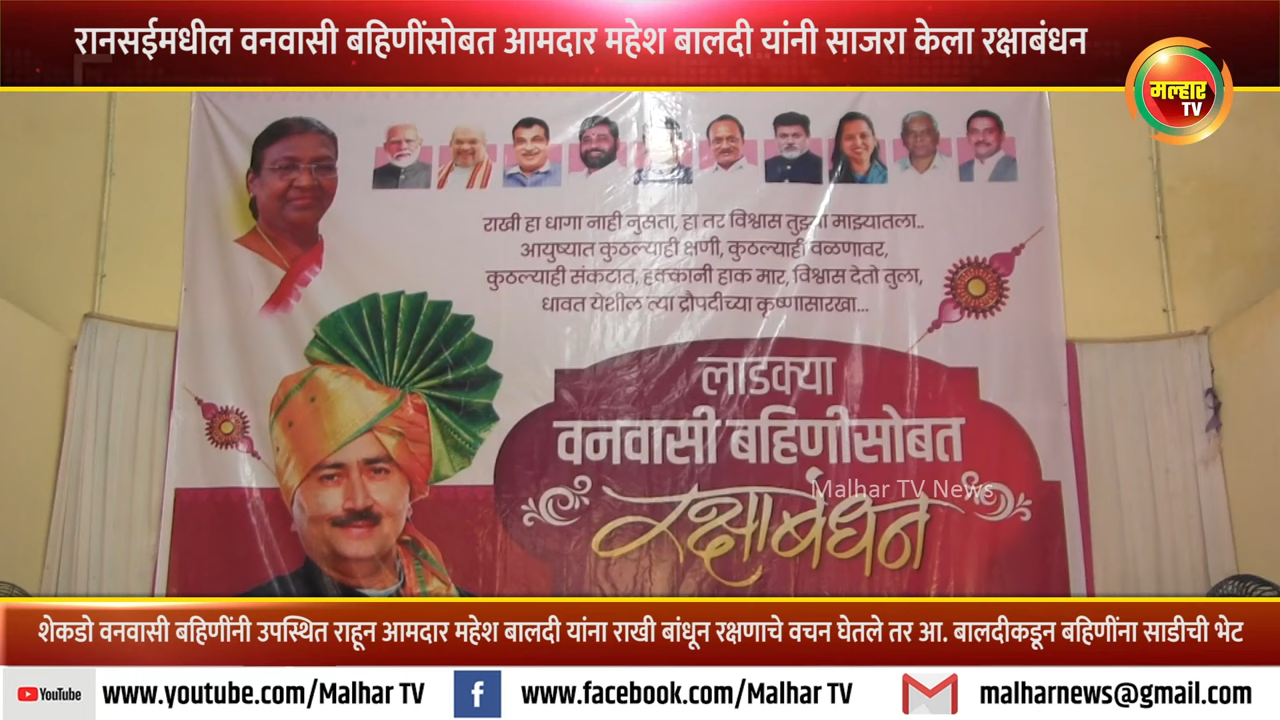 रानसईमधील वनवासी बहिणींसोबत आमदार महेश बालदी यांनी साजरा केला रक्षाबंधन
मल्हार
TV
राखी हा धागा नाही नुसता, हा तर विश्वास तुझ्या माझ्यातला..
आयुष्यात कुठल्याही क्षणी, कुठल्याही वळणावर,
कुठल्याही संकटात, हक्कानी हाक मार, विश्वास देतो तुला,
धावत येशील त्या द्रौपदीच्या कृष्णासारखा...
लाडक्या
वनवासी बहिणींसोबत
Malhar TV News
रक्षाबंधन
शेकडो वनवासी बहिणींनी उपस्थित राहून आमदार महेश बालदी यांना राखी बांधून रक्षणाचे वचन घेतले तर आ. बालदीकडून बहिणींना साडीची भेट
YouTube www.youtube.com/Malhar TV f www.facebook.com/Malhar TV malharnews@gmail.com